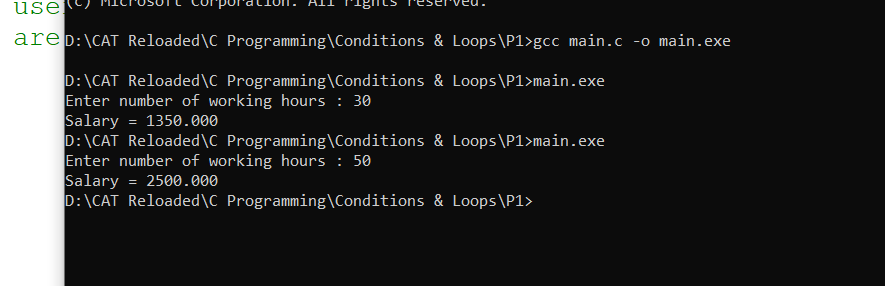 use
(c) Microsoft Corporation. All rights reserved.
are
D:\CAT Reloaded\C Programming\Conditions & Loops\P1>gcc main.c -o main.exe
D:\CAT Reloaded\C Programming\Conditions & Loops\P1>main.exe
Enter number of working hours : 30
Salary = 1350.000
D:\CAT Reloaded\C Programming\Conditions & Loops\P1>main.exe
Enter number of working hours : 50
Salary = 2500.000
D:\CAT Reloaded\C Programming\Conditions & Loops\P1>